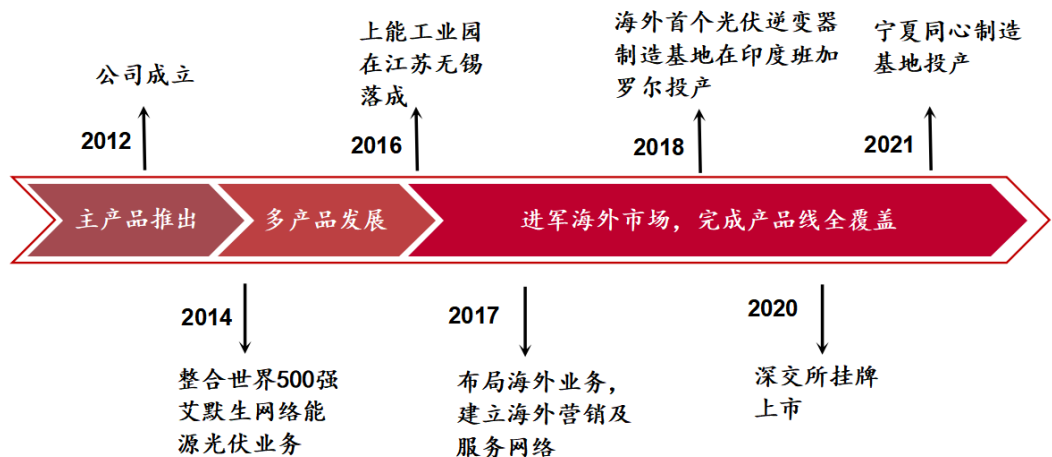 公司成立
2012
上能工业园
在江苏无锡
落成
2016
海外首个光伏逆变器
制造基地在印度班加
罗尔投产
2018
宁夏同心制造
基地投产
2021
主产品推出
多产品发展
进军海外市场，完成产品线全覆盖
2014
整合世界500强
艾默生网络能
源光伏业务
2017
布局海外业务，
建立海外营销及
服务网络
2020
深交所挂牌
上市